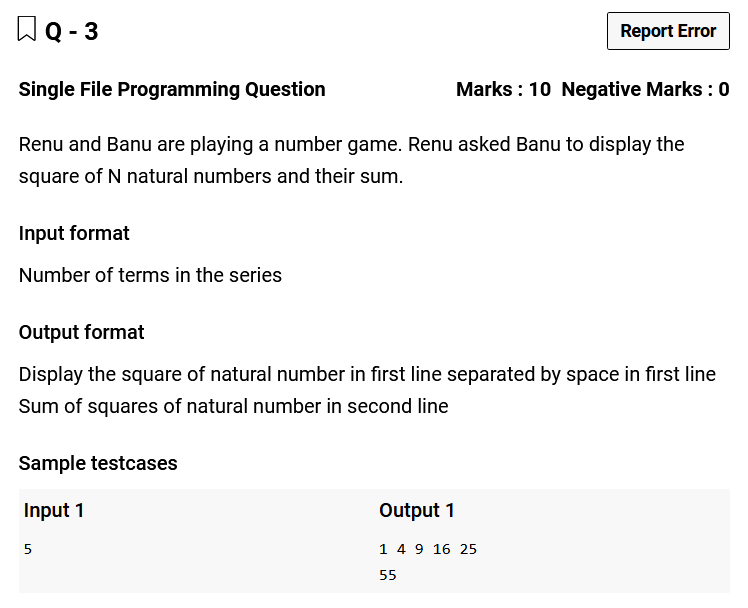 Q - 3
Report Error
Single File Programming Question
Marks : 10 Negative Marks : 0
Renu and Banu are playing a number game. Renu asked Banu to display the
square of N natural numbers and their sum.
Input format
Number of terms in the series
Output format
Display the square of natural number in first line separated by space in first line
Sum of squares of natural number in second line
Sample testcases
Input 1
Output 1
5
1 4 9 16 25
55